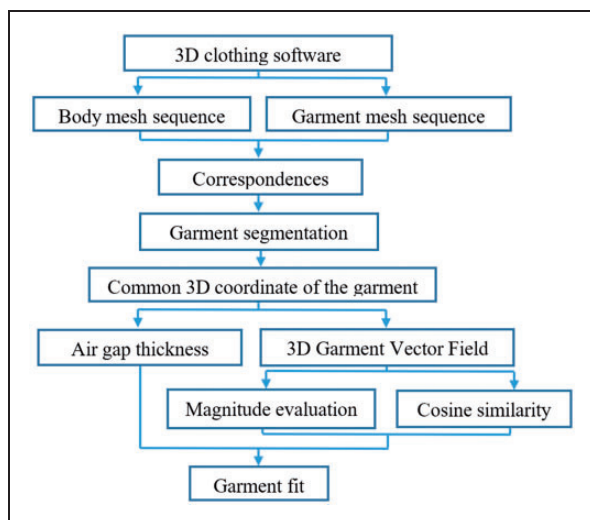 3D clothing software
Body mesh sequence
Garment mesh sequence
Correspondences
Garment segmentation
Common 3D coordinate of the garment
Air gap thickness
3D Garment Vector Field
Magnitude evaluation
Cosine similarity
Garment fit